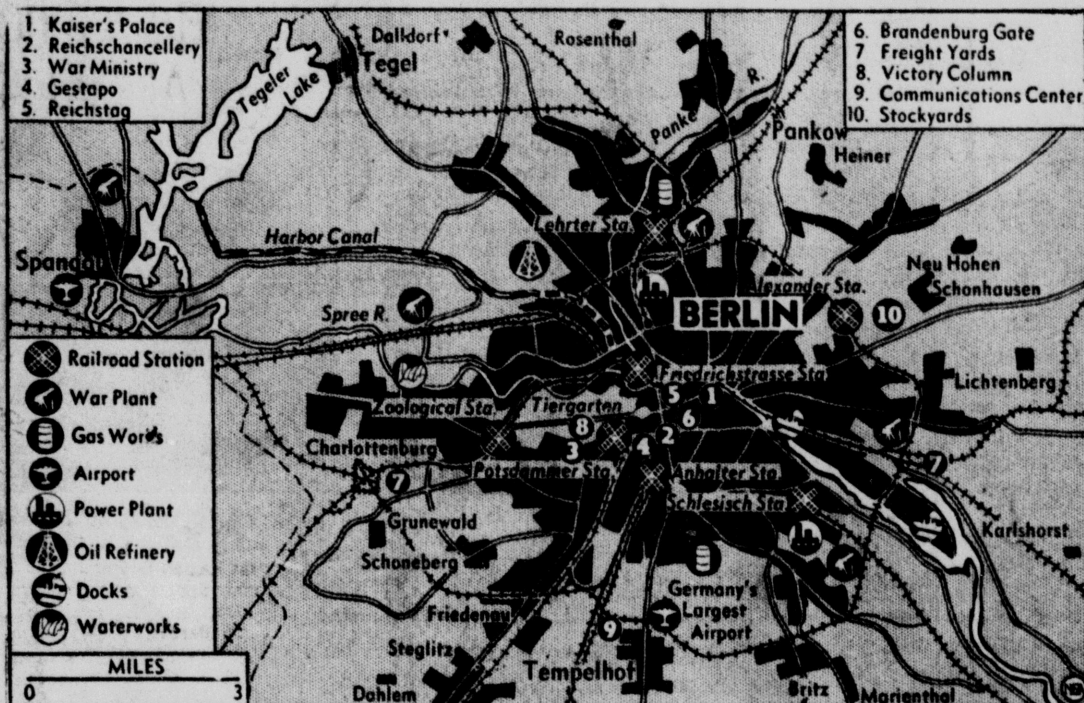 1. Kaiser's Palace
2. Reichschancellery
3. War Ministry
4. Gestapo
5. Reichstag
6. Brandenburg Gate
7 Freight Yards
8. Victory Column
9. Communications Center
10. Stockyards
Dalldorf
Rosenthal
Tegel
Tegeler
Lake
Panke R.
Pankow
Heiner
Lehrter Sta.
Harbor Canal
Spandau
Neu Hohen
Schonhausen
Alexander Sta.
10
Spree R.
BERLIN
Railroad Station
War Plant
Gas Works
Airport
Power Plant
Oil Refinery
Docks
Waterworks
MILES
0 3
Friedrichstrasse Sta
Lichtenberg
5 1
Zoological Sta.
Tiergarten
8 6
2
Charlottenburg
3 4
7
Potsdammer Sta.
Anhalter Sta.
7
Schlesisch Sta
Grunewald
Karlshorst
Schoneberg
Germany's
Largest
Airport
Friedenau
9
Steglitz
Tempelhof
Dahlem
Britz
Marienthal